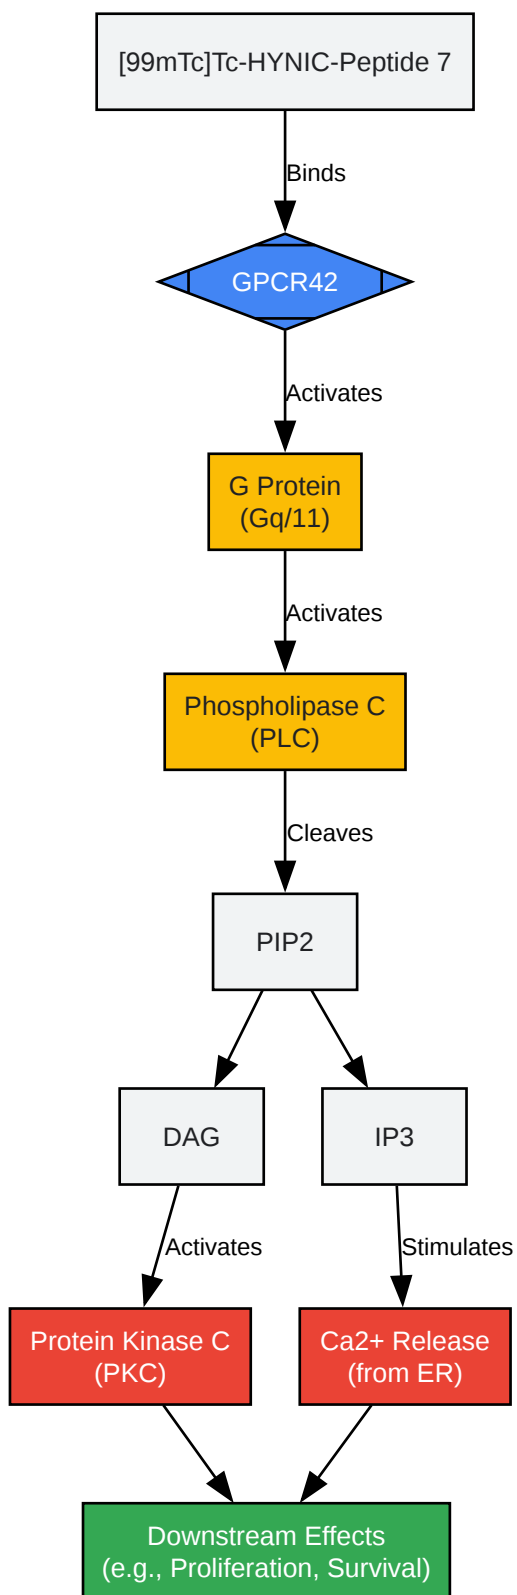 [99mTc]Tc-HYNIC-Peptide 7
Binds
GPCR42
Activates
G Protein
(Gq/11)
Activates
Phospholipase C
(PLC)
Cleaves
PIP2
DAG
IP3
Activates
Stimulates
Protein Kinase C
(PKC)
Ca2+ Release
(from ER)
Downstream Effects
(e.g., Proliferation, Survival)